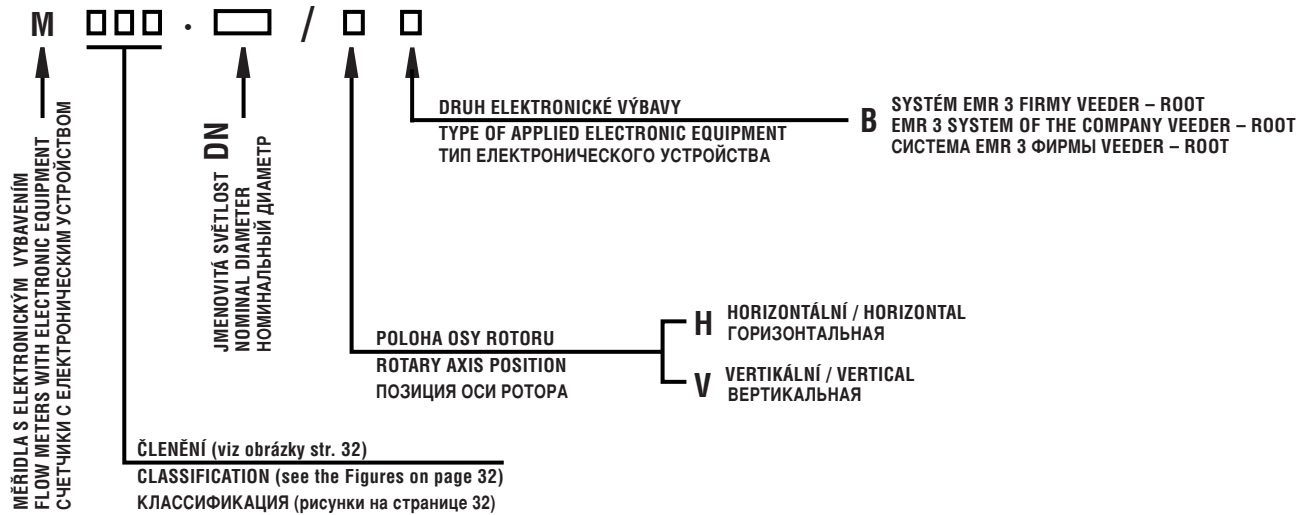 M □□□ · □ / □ □
DRUH ELEKTRONICKÉ VÝBAVY
TYPE OF APPLIED ELECTRONIC EQUIPMENT
ТИП ЕЛЕКТРОНИЧЕСКОГО УСТРОЙСТВА
B
SYSTÉM EMR 3 FIRMY VEEDER – ROOT
EMR 3 SYSTEM OF THE COMPANY VEEDER – ROOT
СИСТЕМА EMR 3 ФИРМЫ VEEDER – ROOT
MĚŘIDLA S ELEKTRONICKÝM VYBAVENÍM
FLOW METERS WITH ELECTRONIC EQUIPMENT
СЧЕТЧИКИ С ЕЛЕКТРОНИЧЕСКИМ УСТРОЙСТВОМ
JMENOVITÁ SVĚTLOST DN
NOMINAL DIAMETER
НОМИНАЛЬНЫЙ ДИАМЕТР
POLOHA OSY ROTORU
ROTARY AXIS POSITION
ПОЗИЦИЯ ОСИ РОТОРА
H HORIZONTÁLNÍ / HORIZONTAL
ГОРИЗОНТАЛЬНАЯ
V VERTIKÁLNÍ / VERTICAL
ВЕРТИКАЛЬНАЯ
ČLENĚNÍ (viz obrázky str. 32)
CLASSIFICATION (see the Figures on page 32)
КЛАССИФИКАЦИЯ (рисунки на странице 32)